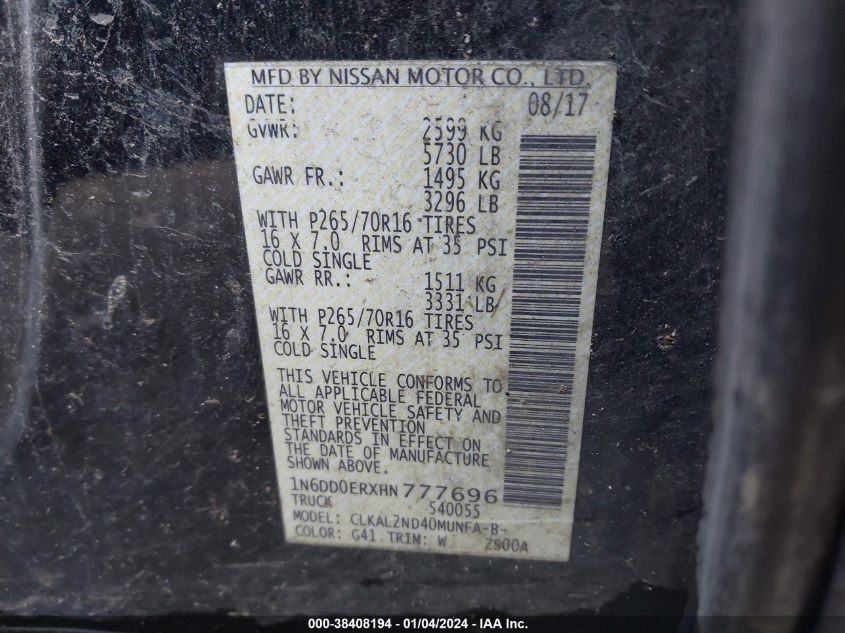 MFD BY NISSAN MOTOR CO., LTD.
DATE: 08/17
GVWR: 2599 KG
5730 LB
GAWR FR.: 1495 KG
3296 LB
WITH P265/70R16 TIRES
16 X 7.0 RIMS AT 35 PSI
COLD SINGLE
GAWR RR.: 1511 KG
3331 LB
WITH P265/70R16 TIRES
16 X 7.0 RIMS AT 35 PSI
COLD SINGLE
THIS VEHICLE CONFORMS TO
ALL APPLICABLE FEDERAL
MOTOR VEHICLE SAFETY AND
THEFT PREVENTION
STANDARDS IN EFFECT ON
THE DATE OF MANUFACTURE
SHOWN ABOVE.
1N6DD0ERXHN777696
TRUCK 540055
MODEL: CLKAL2ND40MUNFA-B-
COLOR: G41 TRIM: W ZS00A
000-38408194 - 01/04/2024 - IAA Inc.